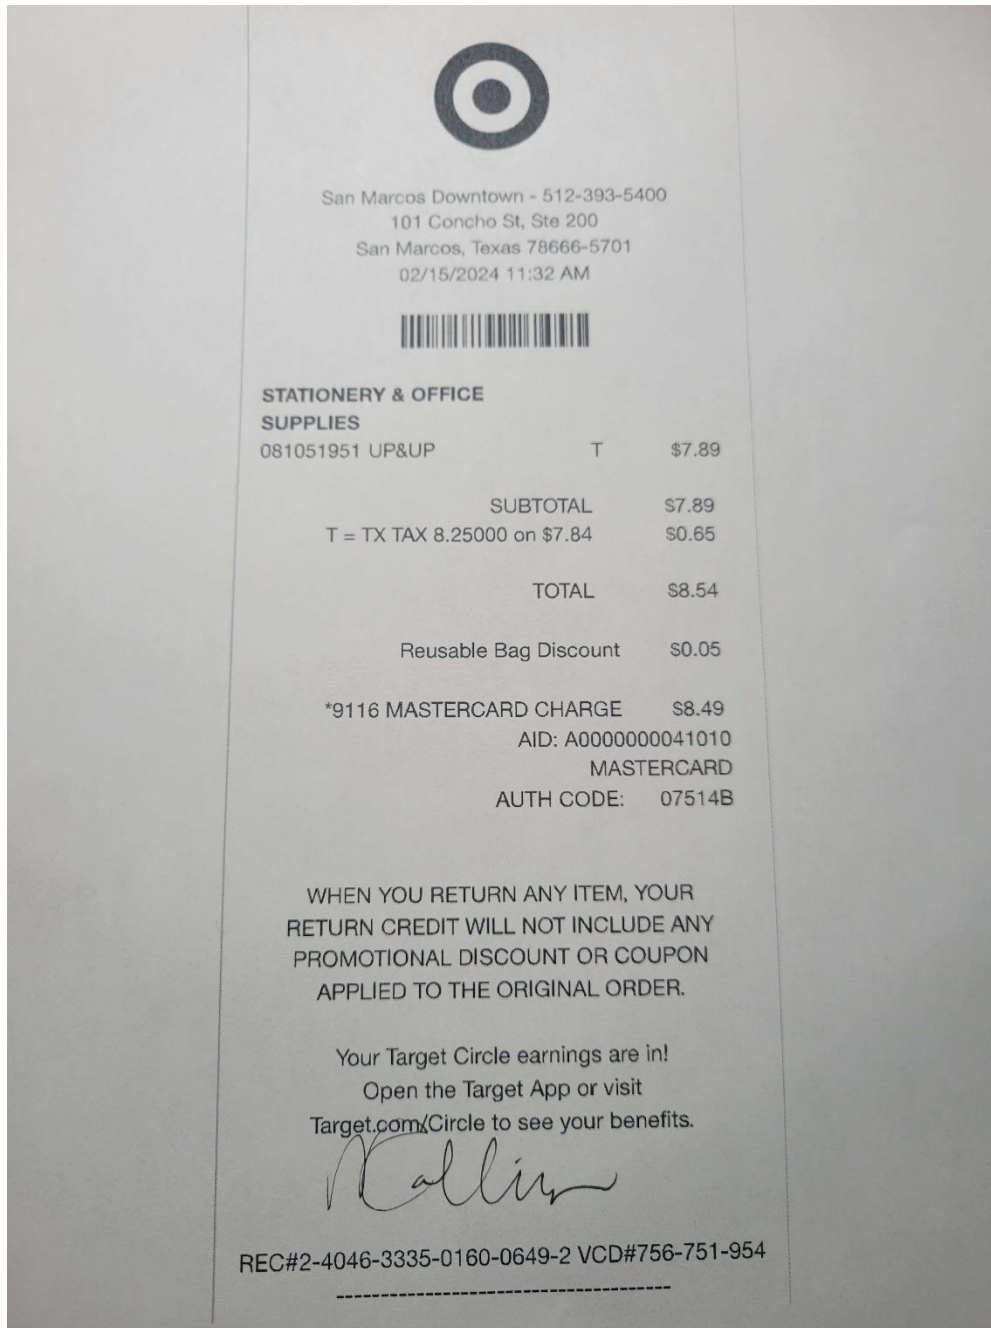 San Marcos Downtown - 512-393-5400
101 Concho St, Ste 200
San Marcos, Texas 78666-5701
02/15/2024 11:32 AM
STATIONERY & OFFICE
SUPPLIES
081051951 UP&UP T $7.89
SUBTOTAL $7.89
T = TX TAX 8.25000 on $7.84 $0.65
TOTAL $8.54
Reusable Bag Discount $0.05
*9116 MASTERCARD CHARGE $8.49
AID: A0000000041010
MASTERCARD
AUTH CODE: 07514B
WHEN YOU RETURN ANY ITEM, YOUR
RETURN CREDIT WILL NOT INCLUDE ANY
PROMOTIONAL DISCOUNT OR COUPON
APPLIED TO THE ORIGINAL ORDER.
Your Target Circle earnings are in!
Open the Target App or visit
Target.com/Circle to see your benefits.
REC#2-4046-3335-0160-0649-2 VCD#756-751-954
---------------------------------------